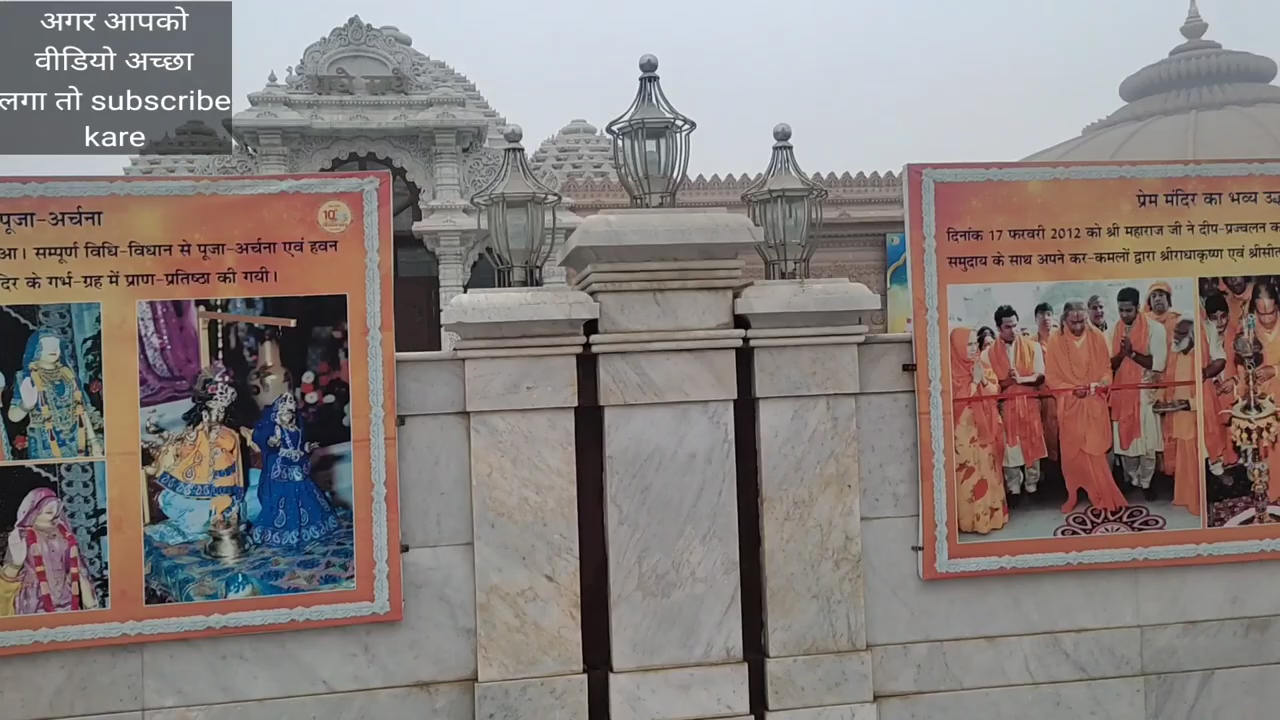 अगर आपको
वीडियो अच्छा
लगा तो subscribe
kare
राधे राधे
पूजा-अर्चना
10
आ। सम्पूर्ण विधि-विधान से पूजा-अर्चना एवं हवन
दिर के गर्भ-ग्रह में प्राण-प्रतिष्ठा की गयी।
प्रेम मंदिर का भव्य
दिनांक 17 फरवरी 2012 को श्री महाराज जी ने दीप-प्रज्वलन
समुदाय के साथ अपने कर-कमलों द्वारा श्रीराधाकृष्ण एवं